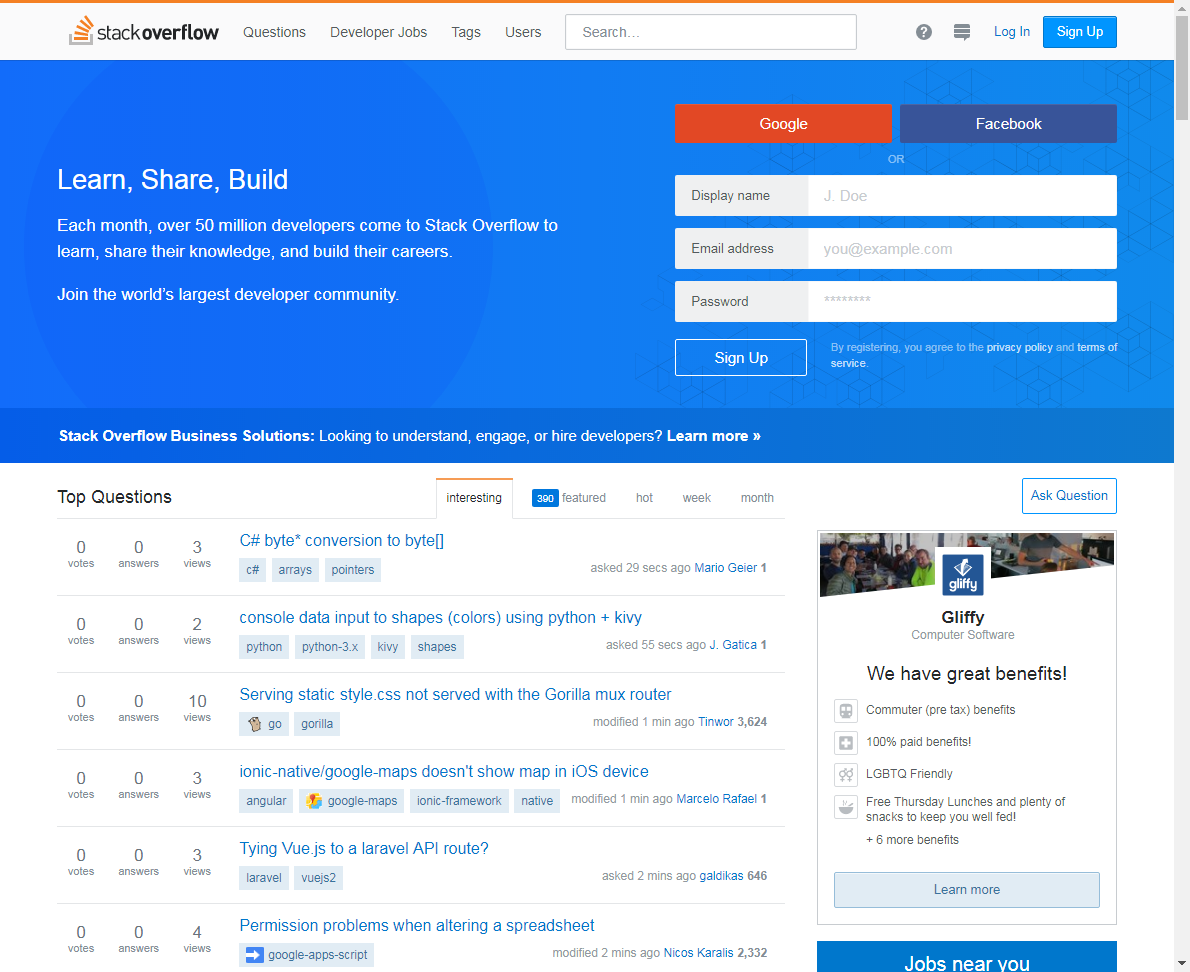 stackoverflow Questions Developer Jobs Tags Users Search... Log In Sign Up
Google Facebook
OR
Display name J. Doe
Email address you@example.com
Password ********
Sign Up By registering, you agree to the privacy policy and terms of
service.
Learn, Share, Build
Each month, over 50 million developers come to Stack Overflow to
learn, share their knowledge, and build their careers.
Join the world's largest developer community.
Stack Overflow Business Solutions: Looking to understand, engage, or hire developers? Learn more »
Top Questions interesting 390 featured hot week month
0 votes 0 answers 3 views
C# byte* conversion to byte[]
c# arrays pointers
asked 29 secs ago Mario Geier 1
0 votes 0 answers 2 views
console data input to shapes (colors) using python + kivy
python python-3.x kivy shapes
asked 55 secs ago J. Gatica 1
0 votes 0 answers 10 views
Serving static style.css not served with the Gorilla mux router
go gorilla
modified 1 min ago Tinwor 3,624
0 votes 0 answers 3 views
ionic-native/google-maps doesn't show map in iOS device
angular google-maps ionic-framework native
modified 1 min ago Marcelo Rafael 1
0 votes 0 answers 3 views
Tying Vue.js to a laravel API route?
laravel vuejs2
asked 2 mins ago galdikas 646
0 votes 0 answers 4 views
Permission problems when altering a spreadsheet
google-apps-script
modified 2 mins ago Nicos Karalis 2,332
Ask Question
gliffy
Gliffy
Computer Software
We have great benefits!
Commuter (pre tax) benefits
100% paid benefits!
LGBTQ Friendly
Free Thursday Lunches and plenty of
snacks to keep you well fed!
+ 6 more benefits
Learn more
Jobs near you